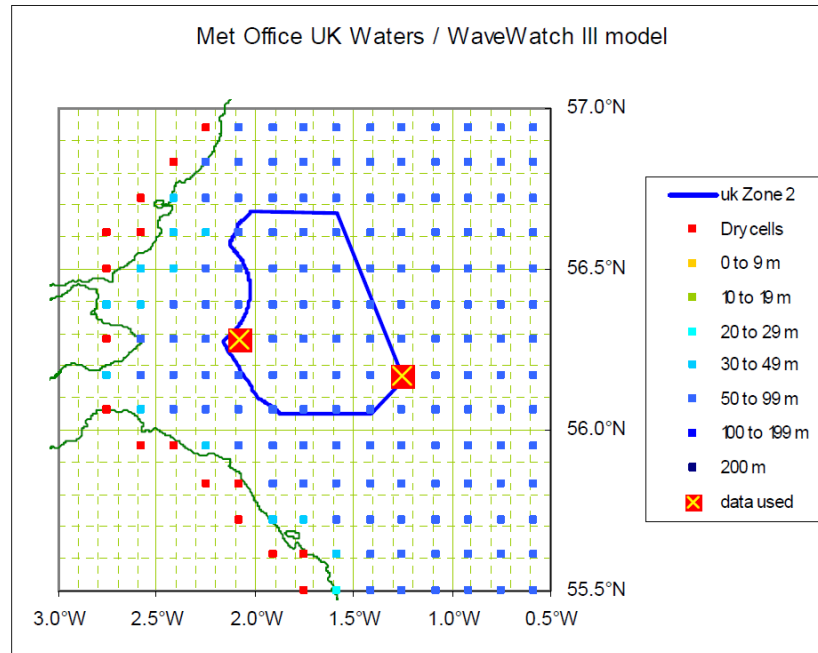 Met Office UK Waters / WaveWatch III model
57.0°N
56.5°N
56.0°N
55.5°N
3.0W
2.5°W
2.0°W
1.5°W
1.0°W
0.5°W
uk Zone 2
Dry cells
0 to 9 m
10 to 19 m
20 to 29 m
30 to 49 m
50 to 99 m
100 to 199 m
200 m
data used